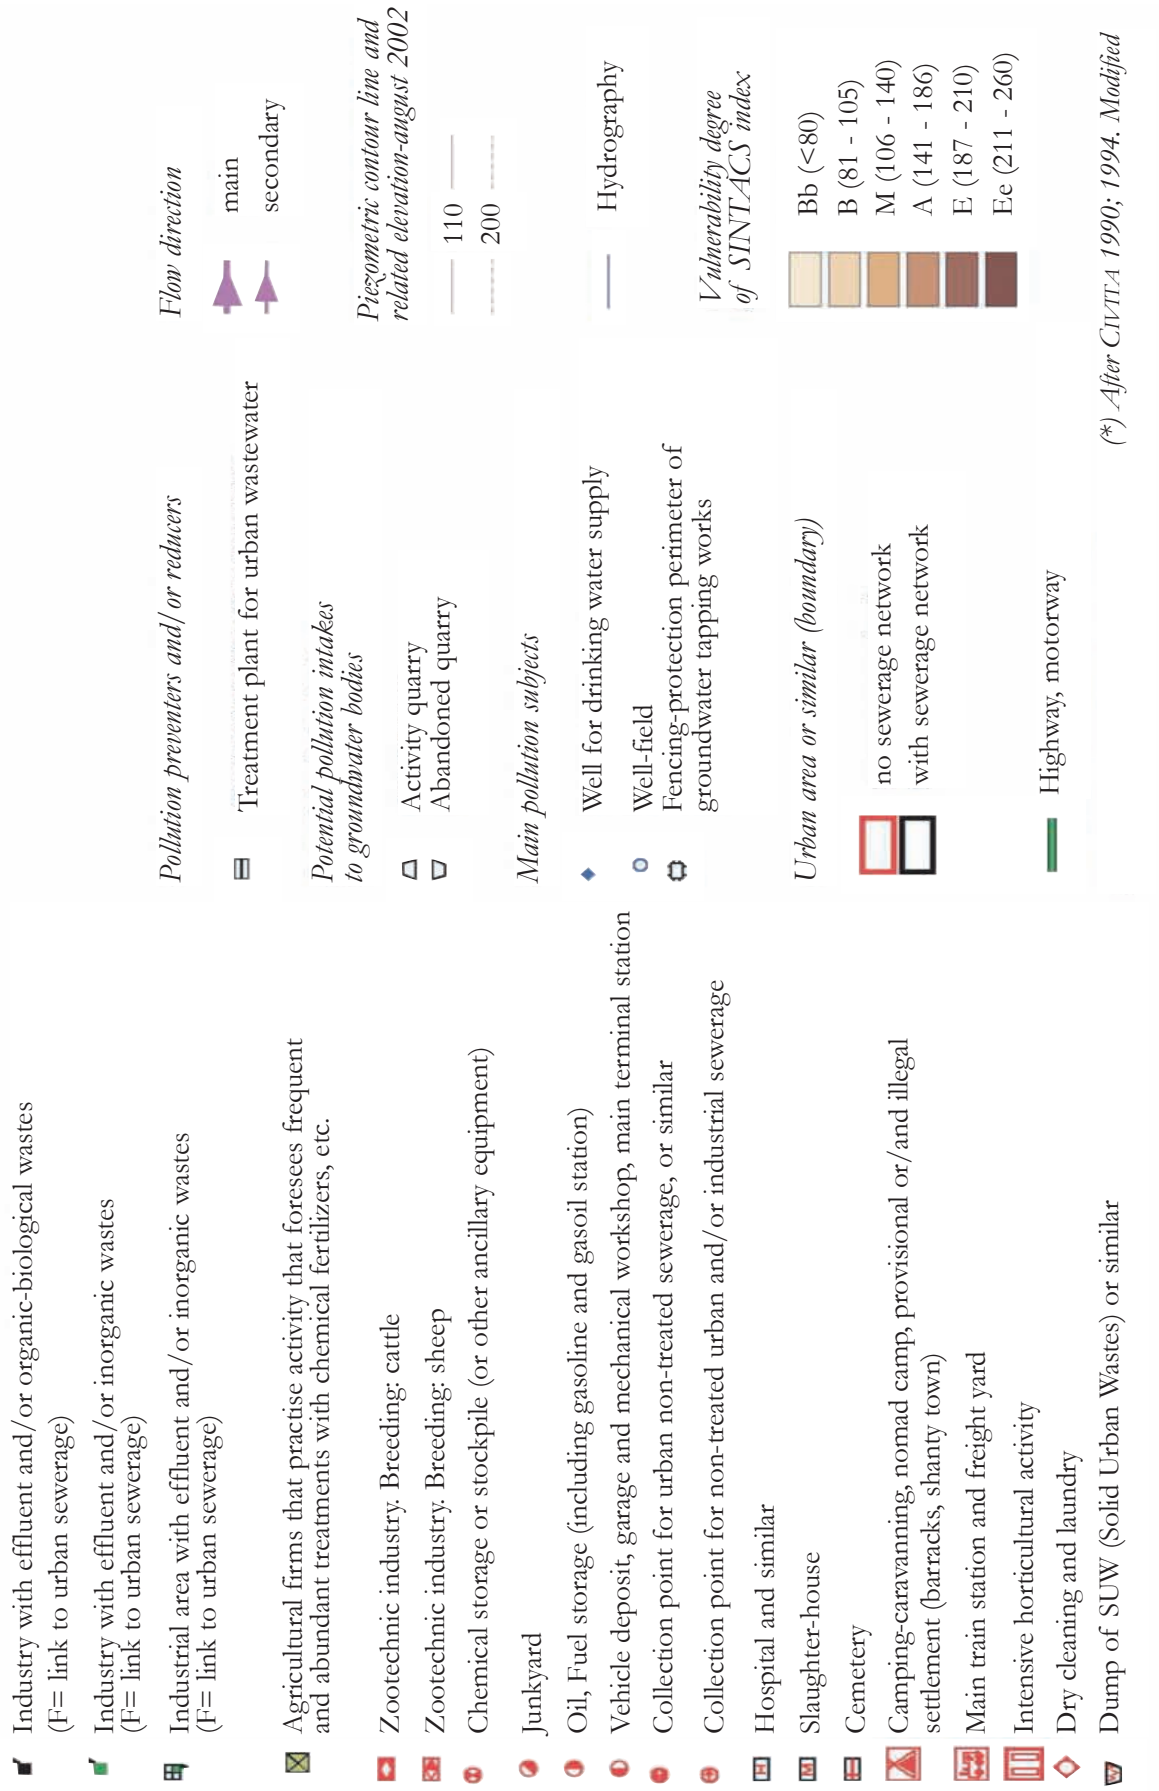 Industry with effluent and/or organic-biological wastes
(F= link to urban sewerage)
Industry with effluent and/or inorganic wastes
(F= link to urban sewerage)
Industrial area with effluent and/or inorganic wastes
(F= link to urban sewerage)
Agricultural firms that practise activity that foresees frequent
and abundant treatments with chemical fertilizers, etc.
Zootechnic industry. Breeding: cattle
Zootechnic industry. Breeding: sheep
Chemical storage or stockpile (or other ancillary equipment)
Junkyard
Oil, Fuel storage (including gasoline and gasoil station)
Vehicle deposit, garage and mechanical workshop, main terminal station
Collection point for urban non-treated sewerage, or similar
Collection point for non-treated urban and/or industrial sewerage
H Hospital and similar
M Slaughter-house
Cemetery
Camping-caravanning, nomad camp, provisional or/and illegal
settlement (barracks, shanty town)
Main train station and freight yard
Intensive horticultural activity
Dry cleaning and laundry
W Dump of SUW (Solid Urban Wastes) or similar
Pollution preventers and/or reducers
Treatment plant for urban wastewater
Potential pollution intakes
to groundwater bodies
Activity quarry
Abandoned quarry
Main pollution subjects
Well for drinking water supply
Well-field
Fencing-protection perimeter of
groundwater tapping works
Urban area or similar (boundary)
no sewerage network
with sewerage network
Highway, motorway
Flow direction
main
secondary
Piezometric contour line and
related elevation-august 2002
110
200
Hydrography
Vulnerability degree
of SINTACS index
Bb (<80)
B (81 - 105)
M (106 - 140)
A (141 - 186)
E (187 - 210)
Ee (211 - 260)
(*) After CIVITA 1990; 1994. Modified